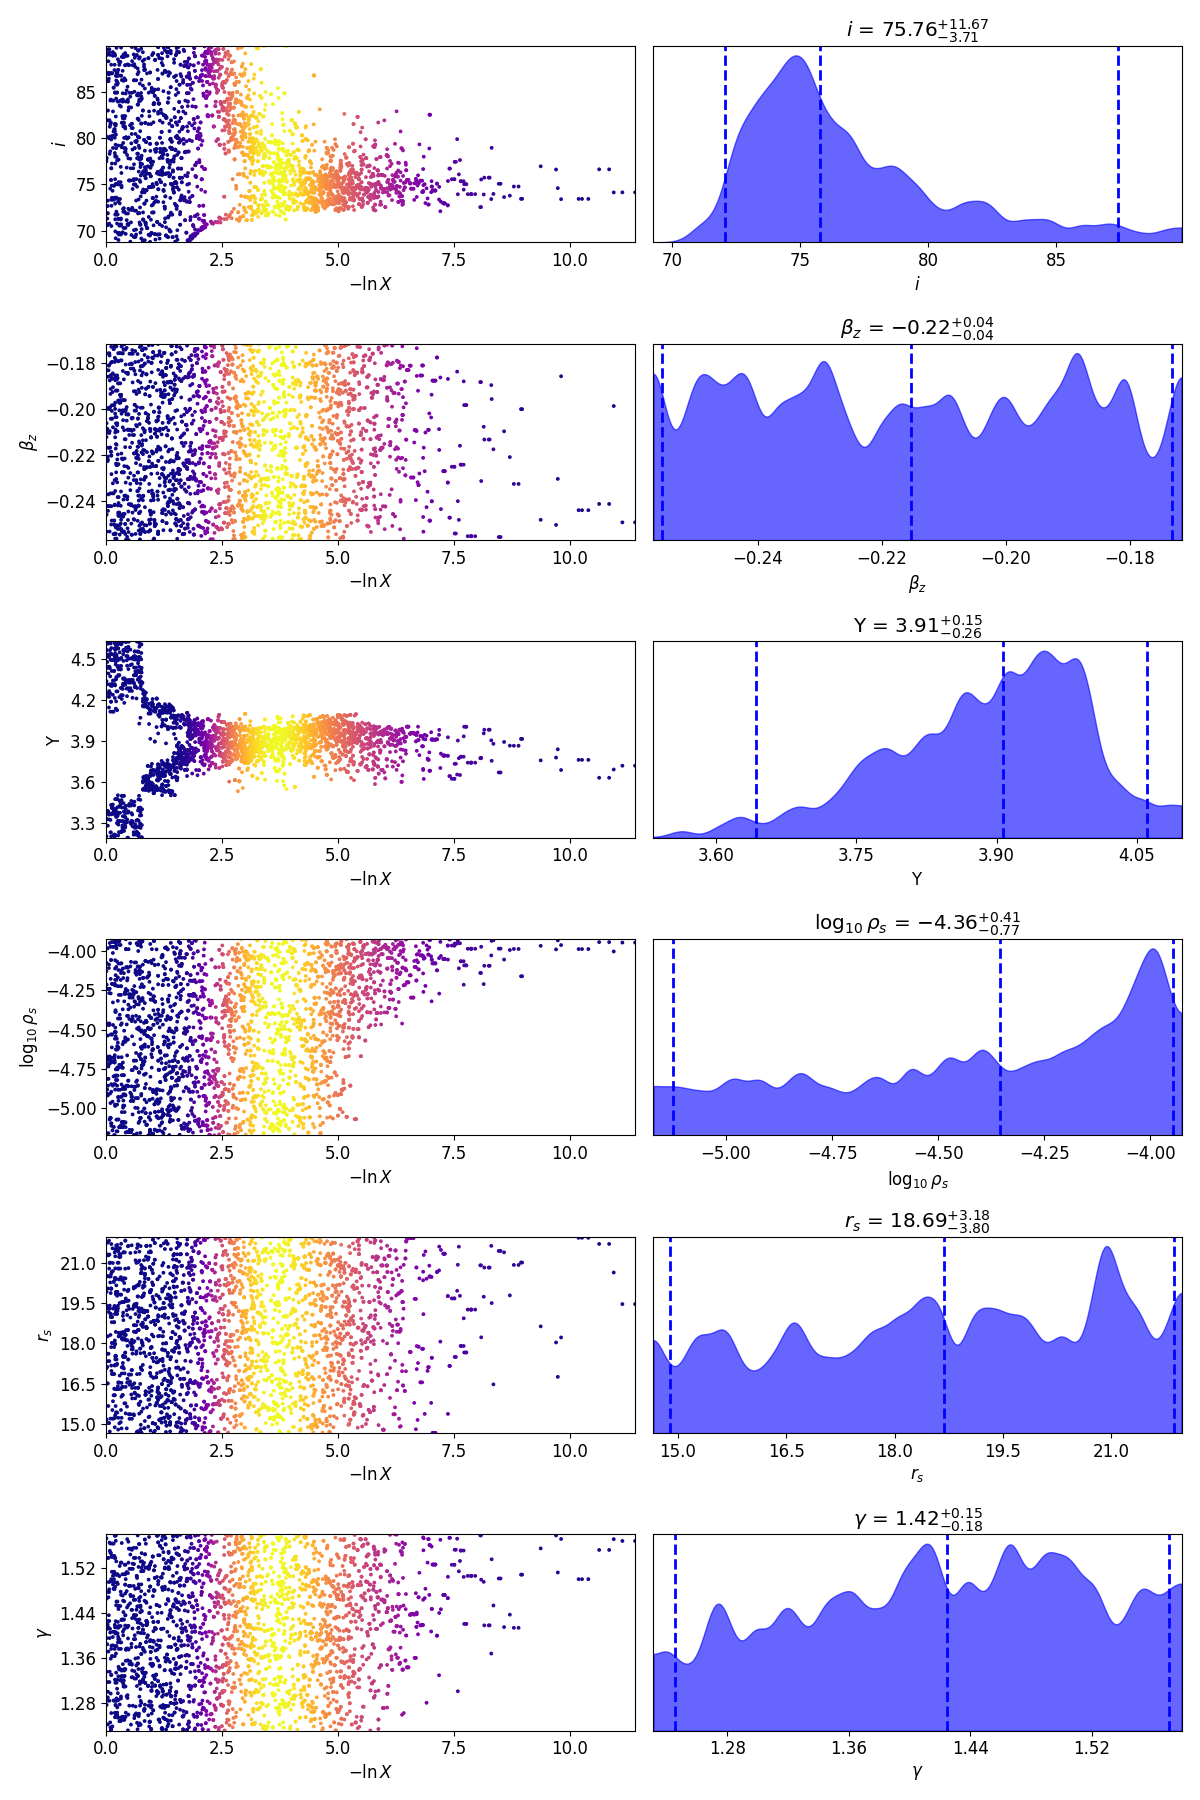 i = 75.76+11.67−3.71
85
80
75
70
i
0.0 2.5 5.0 7.5 10.0
−ln X
70 75 80 85
i
βz = −0.22+0.04−0.04
−0.18
−0.20
−0.22
−0.24
βz
0.0 2.5 5.0 7.5 10.0
−ln X
−0.24 −0.22 −0.20 −0.18
βz
Y = 3.91+0.15−0.26
4.5
4.2
3.9
3.6
3.3
Y
0.0 2.5 5.0 7.5 10.0
−ln X
3.60 3.75 3.90 4.05
Y
log10 ρs = −4.36+0.41−0.77
−4.00
−4.25
−4.50
−4.75
−5.00
log10 ρs
0.0 2.5 5.0 7.5 10.0
−ln X
−5.00 −4.75 −4.50 −4.25 −4.00
log10 ρs
rs = 18.69+3.18−3.80
21.0
19.5
18.0
16.5
15.0
rs
0.0 2.5 5.0 7.5 10.0
−ln X
15.0 16.5 18.0 19.5 21.0
rs
γ = 1.42+0.15−0.18
1.52
1.44
1.36
1.28
γ
0.0 2.5 5.0 7.5 10.0
−ln X
1.28 1.36 1.44 1.52
γ